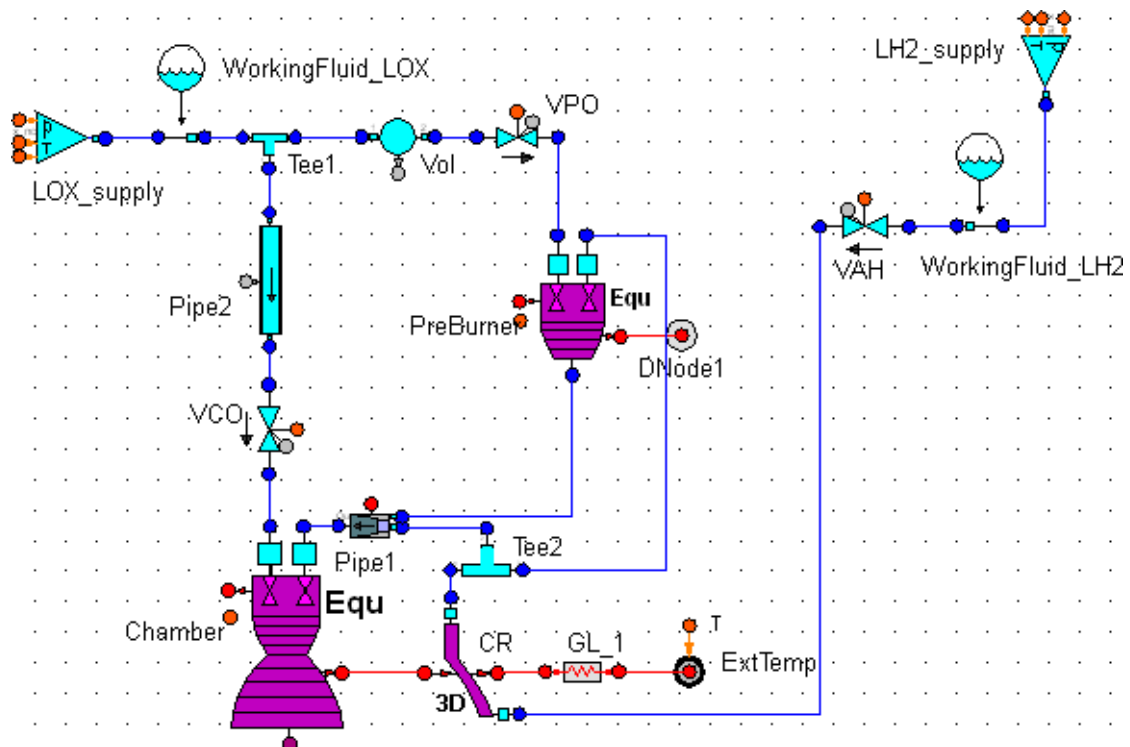 WorkingFluid_LOX
LH2_supply
VPO
p
T
Tee1
Vol
LOX_supply
VAH
WorkingFluid_LH2
Pipe2
Equ
PreBurner
DNode1
VCO
Pipe1
Tee2
Equ
Chamber
CR
GL_1
T
ExtTemp
3D